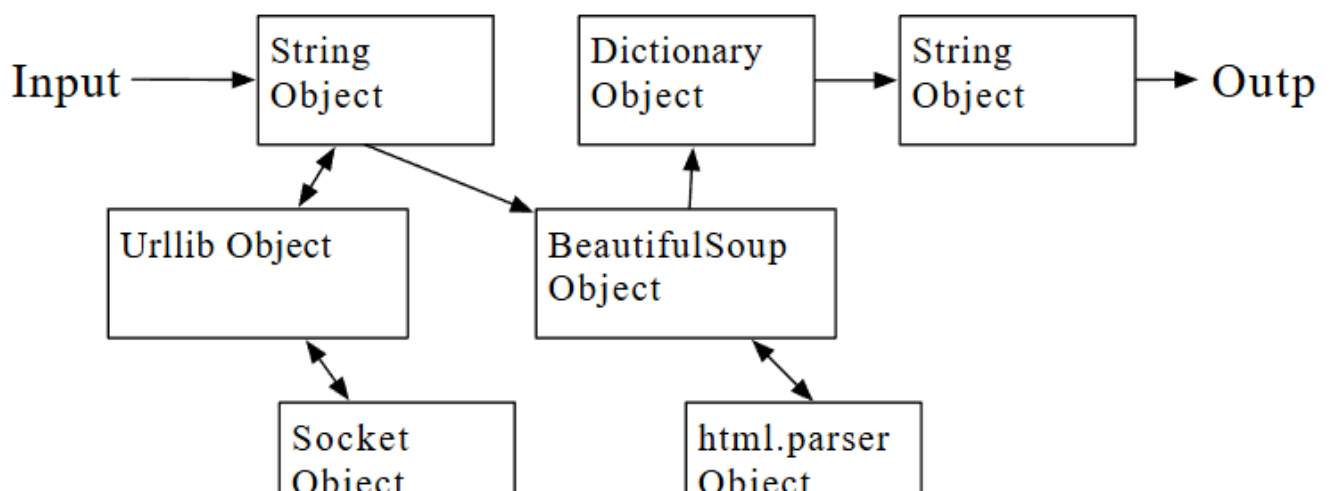 Input
String
Object
Dictionary
Object
String
Object
Outp
Urllib Object
BeautifulSoup
Object
Socket
Object
html.parser
Object